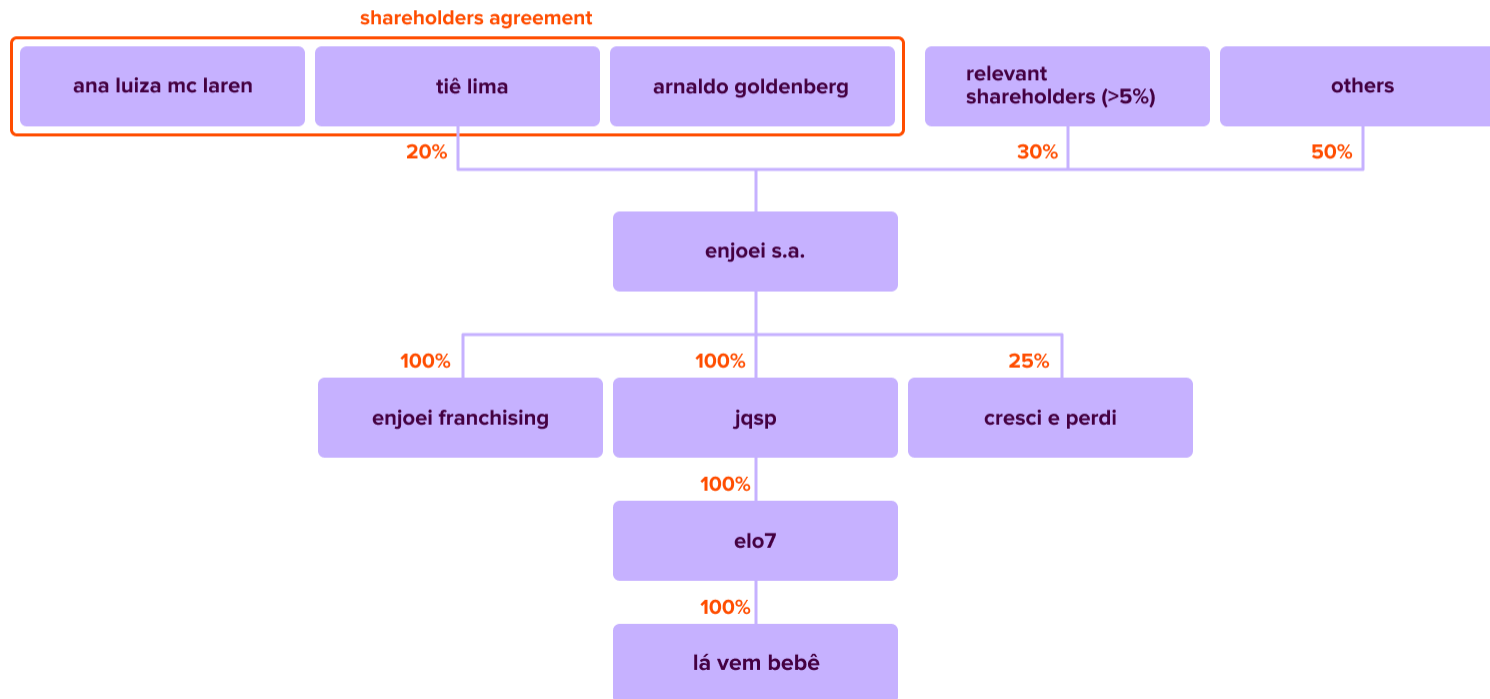 shareholders agreement
ana luiza mc laren
tiê lima
arnaldo goldenberg
relevant
shareholders (>5%)
others
20%
30%
50%
enjoei s.a.
100%
100%
25%
enjoei franchising
jqsp
cresci e perdi
100%
elo7
100%
lá vem bebê